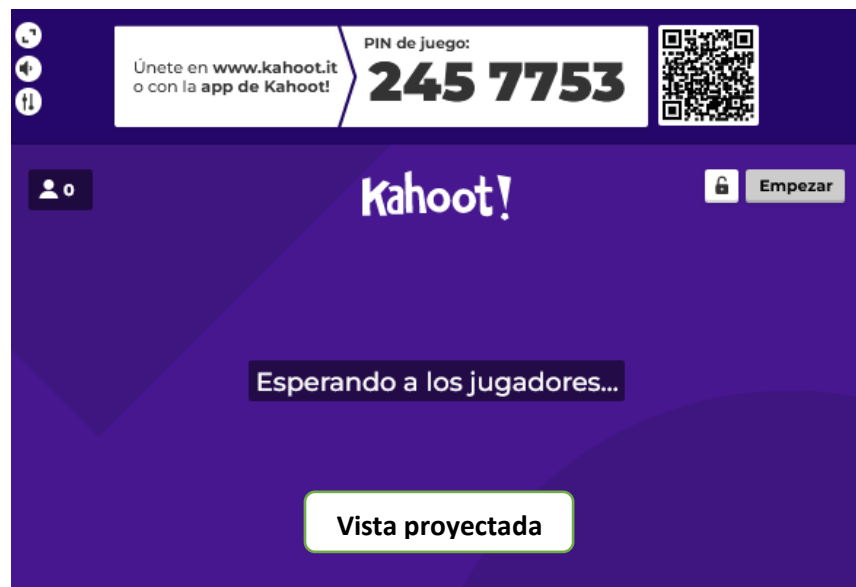 Únete en www.kahoot.it
o con la app de Kahoot!
PIN de juego:
245 7753
0
Kahoot!
Empezar
Esperando a los jugadores...
Vista proyectada